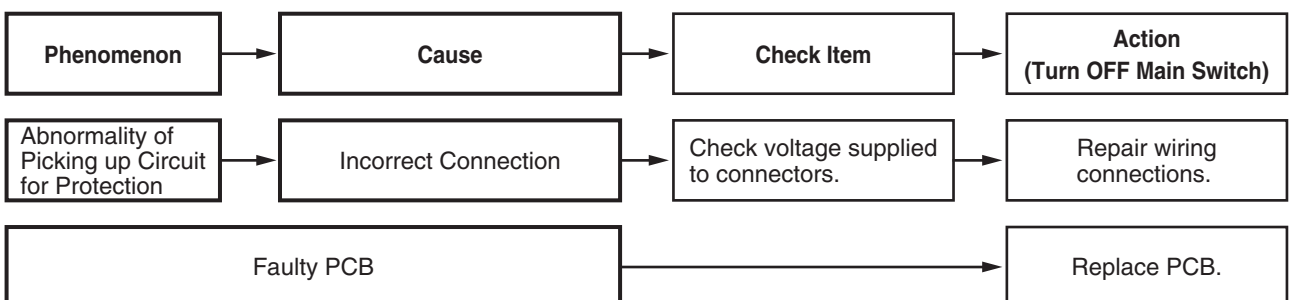 Phenomenon
Cause
Check Item
Action
(Turn OFF Main Switch)
Abnormality of
Picking up Circuit
for Protection
Incorrect Connection
Check voltage supplied
to connectors.
Repair wiring
connections.
Faulty PCB
Replace PCB.